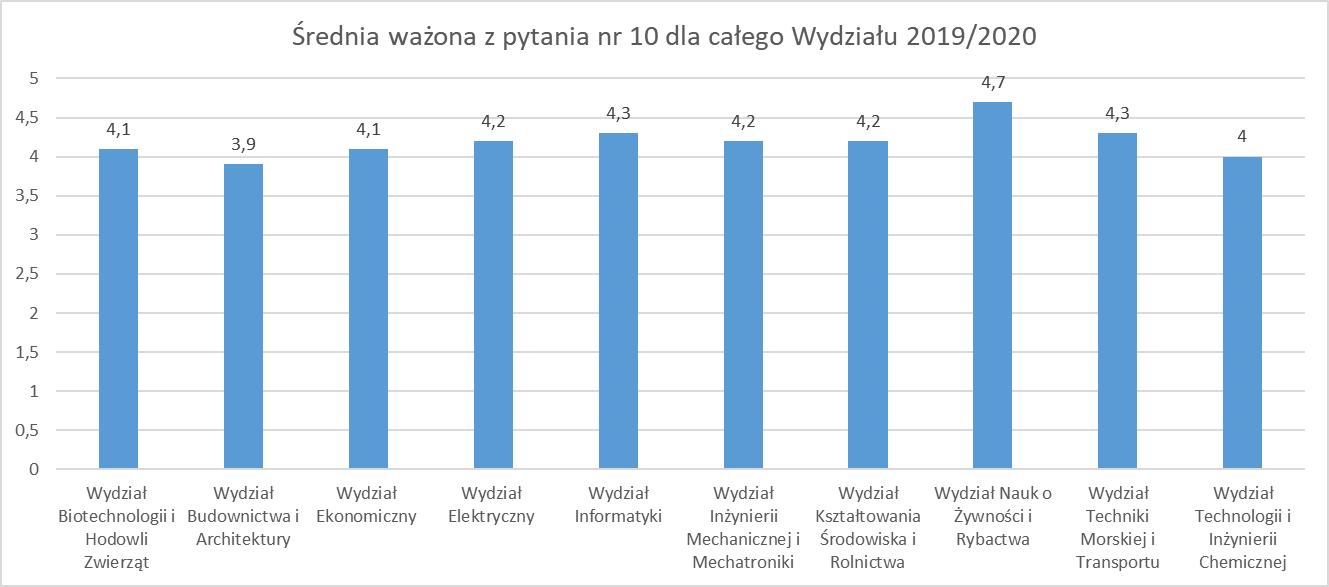 Średnia ważona z pytania nr 10 dla całego Wydziału 2019/2020
5
4,5
4
3,5
3
2,5
2
1,5
1
0,5
0
4,1
3,9
4,1
4,2
4,3
4,2
4,2
4,7
4,3
4
Wydział
Biotechnologii i
Hodowli
Zwierząt
Wydział
Budownictwa i
Architektury
Wydział
Ekonomiczny
Wydział
Elektryczny
Wydział
Informatyki
Wydział
Inżynierii
Mechanicznej i
Mechatroniki
Wydział
Kształtowania
Środowiska i
Rolnictwa
Wydział Nauk o
Żywności i
Rybactwa
Wydział
Techniki
Morskiej i
Transportu
Wydział
Technologii i
Inżynierii
Chemicznej